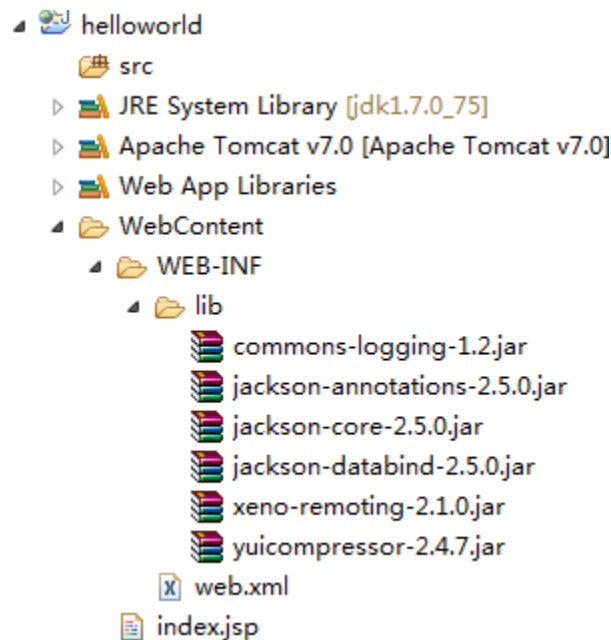 helloworld
src
JRE System Library [jdk1.7.0_75]
Apache Tomcat v7.0 [Apache Tomcat v7.0]
Web App Libraries
WebContent
WEB-INF
lib
commons-logging-1.2.jar
jackson-annotations-2.5.0.jar
jackson-core-2.5.0.jar
jackson-databind-2.5.0.jar
xeno-remoting-2.1.0.jar
yuicompressor-2.4.7.jar
web.xml
index.jsp